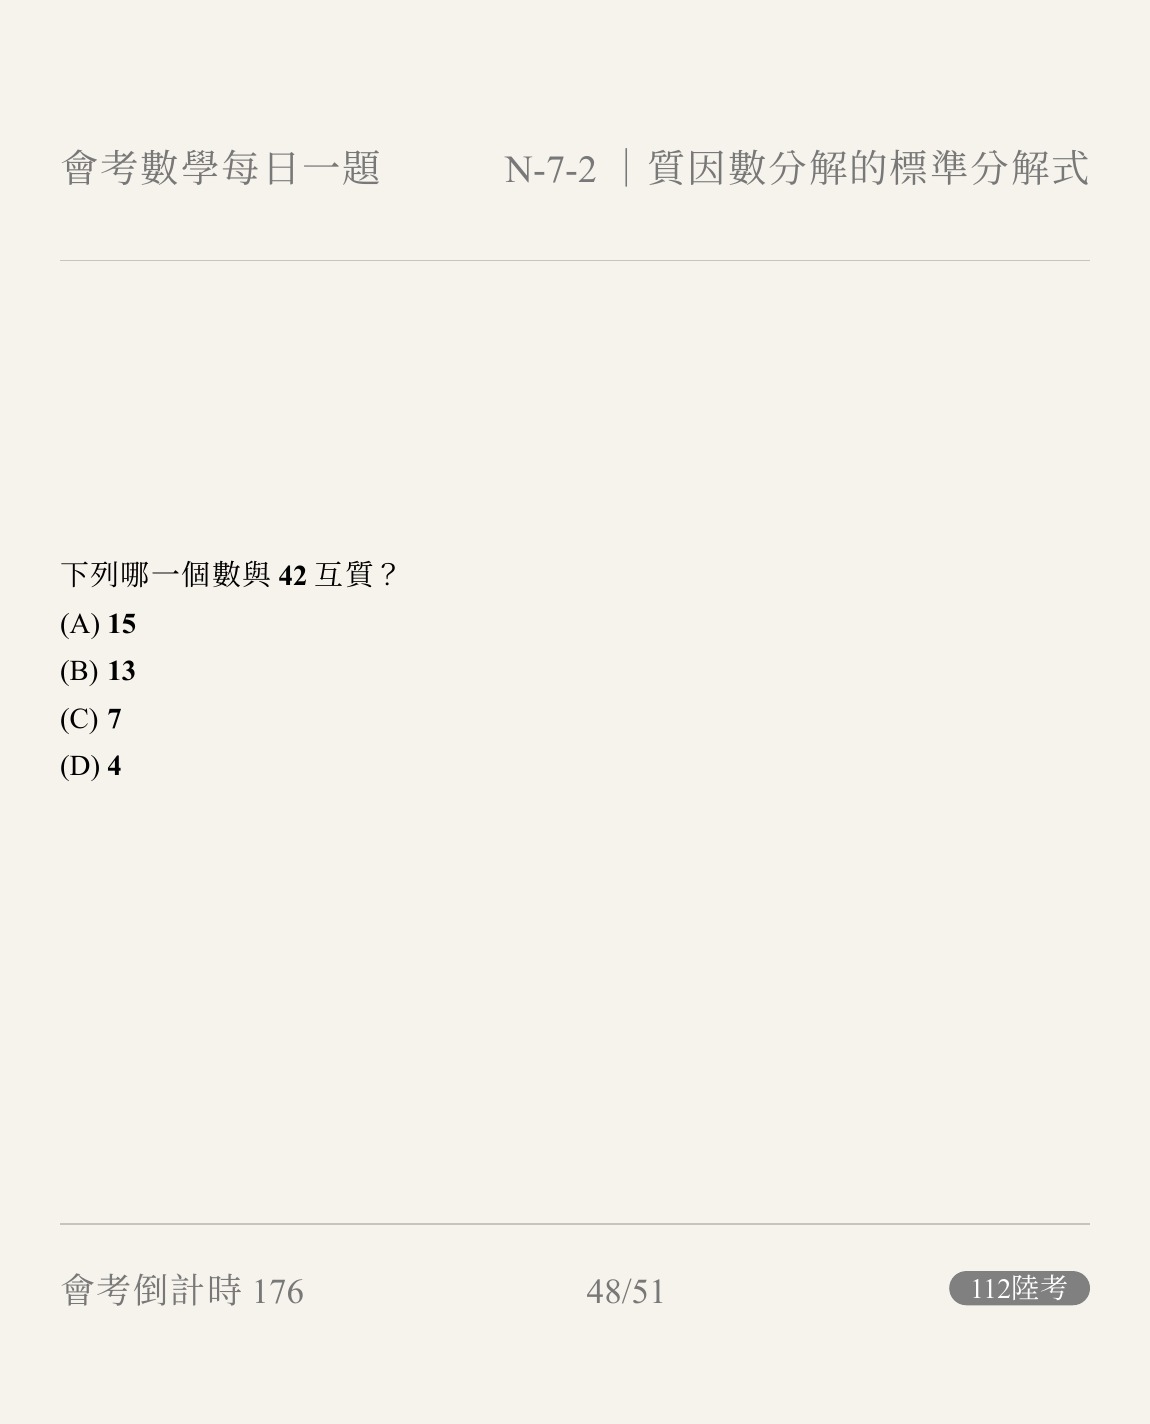 會考數學每日一題
N-7-2｜質因數分解的標準分解式
下列哪一個數與 42 互質？
(A) 15
(B) 13
(C) 7
(D) 4
會考倒計時 176
48/51
112陸考